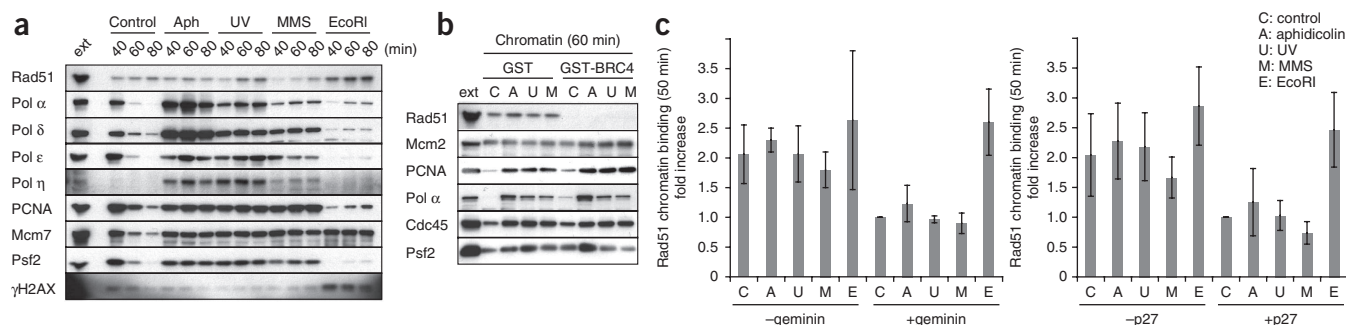 a
Control Aph UV MMS EcoRI
ext 40 60 80 40 60 80 40 60 80 40 60 80 40 60 80 (min)
Rad51
Pol α
Pol δ
Pol ε
Pol η
PCNA
Mcm7
Psf2
γH2AX
b
Chromatin (60 min)
GST GST-BRC4
ext C A U M C A U M
Rad51
Mcm2
PCNA
Pol α
Cdc45
Psf2
c
Rad51 chromatin binding (50 min)
fold increase
3.5
3.0
2.5
2.0
1.5
1.0
0.5
0
C A U M E C A U M E
–geminin +geminin
Rad51 chromatin binding (50 min)
fold increase
3.5
3.0
2.5
2.0
1.5
1.0
0.5
0
C A U M E C A U M E
–p27 +p27
C: control
A: aphidicolin
U: UV
M: MMS
E: EcoRI